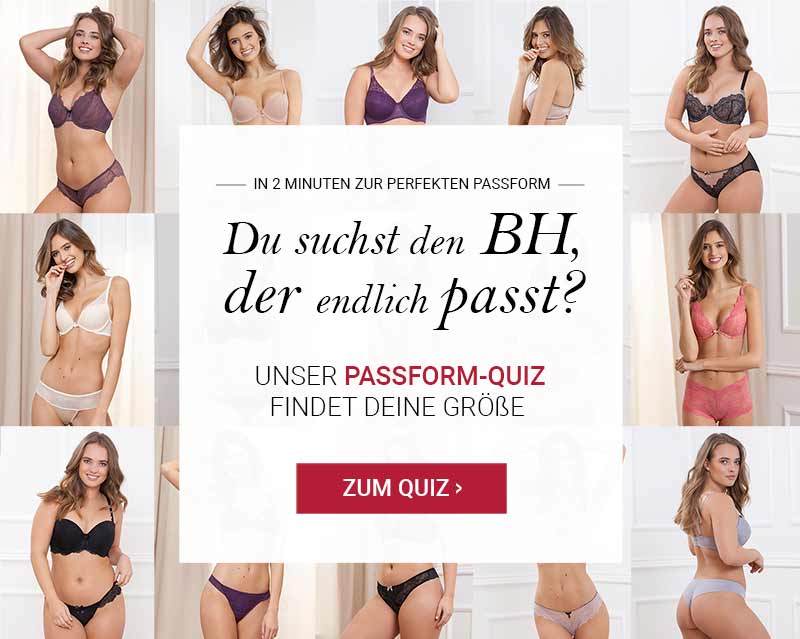 IN 2 MINUTEN ZUR PERFEKTEN PASSFORM
Du suchst den BH,
der endlich passt?
UNSER PASSFORM-QUIZ
FINDET DEINE GRÖßE
ZUM QUIZ ›